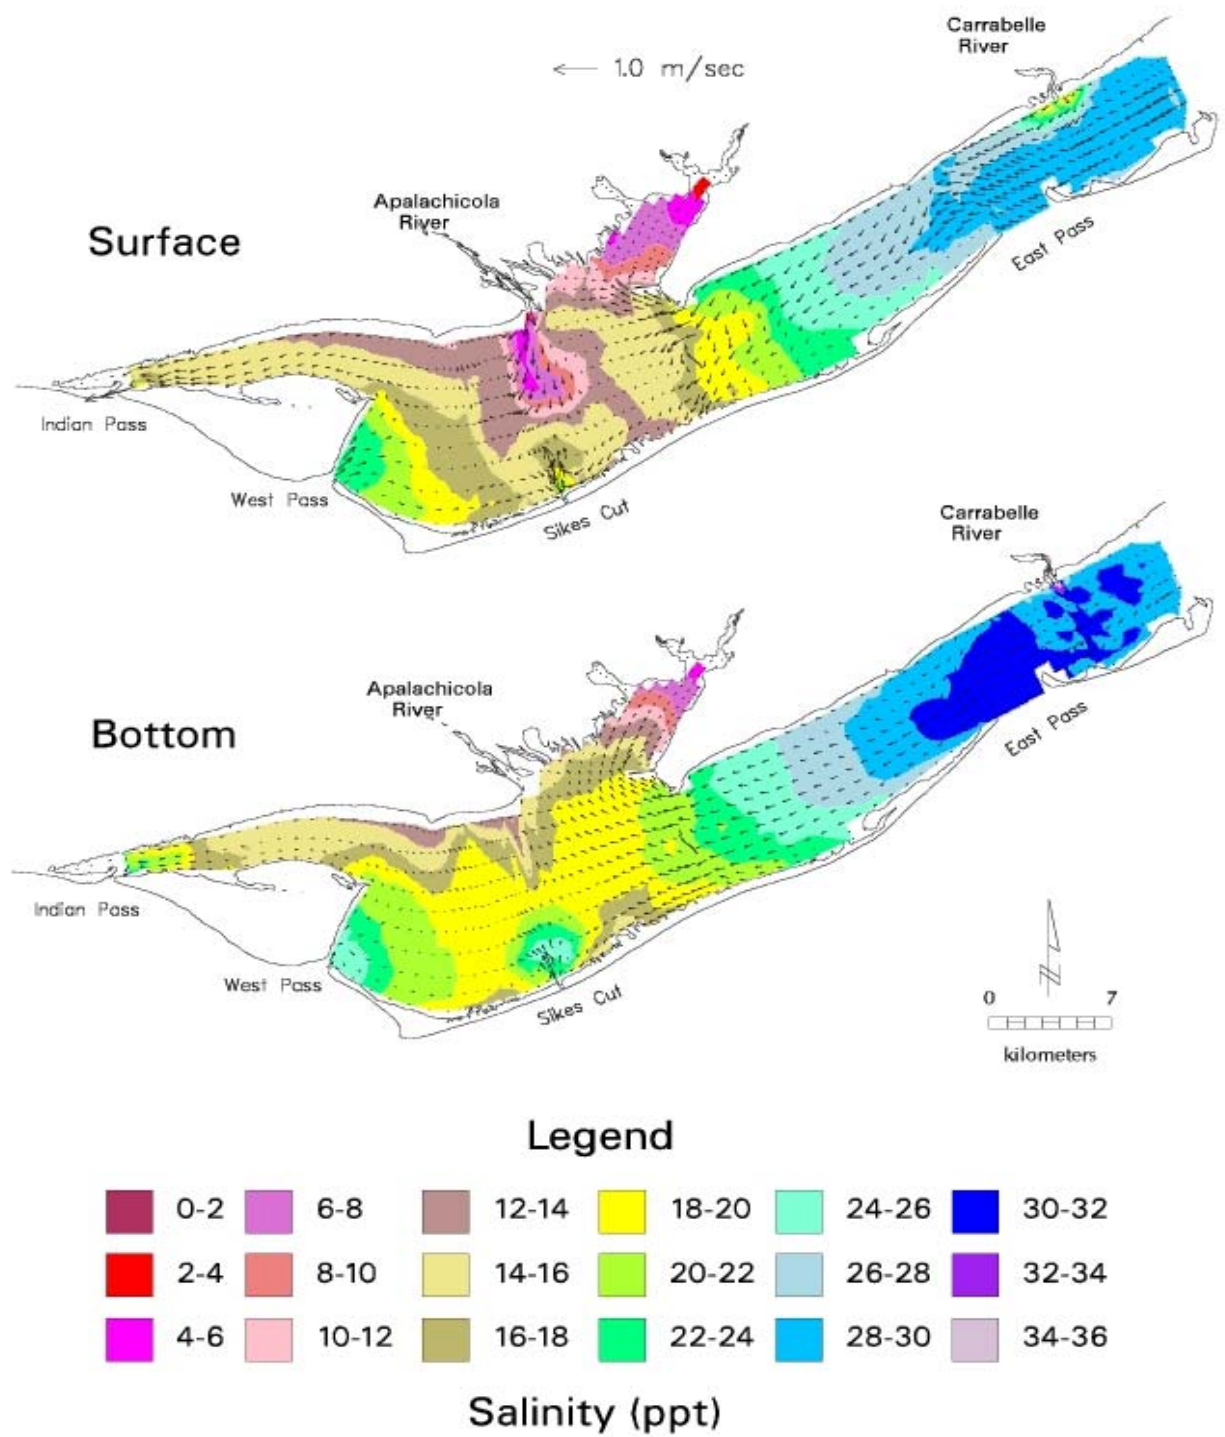 Carrabelle
River
1.0 m/sec
Apalachicola
River
Surface
East Pass
Indian Pass
West Pass
Sikes Cut
Carrabelle
River
Apalachicola
River
Bottom
East Pass
Indian Pass
West Pass
Sikes Cut
0 7
kilometers
Legend
0-2 6-8 12-14 18-20 24-26 30-32
2-4 8-10 14-16 20-22 26-28 32-34
4-6 10-12 16-18 22-24 28-30 34-36
Salinity (ppt)